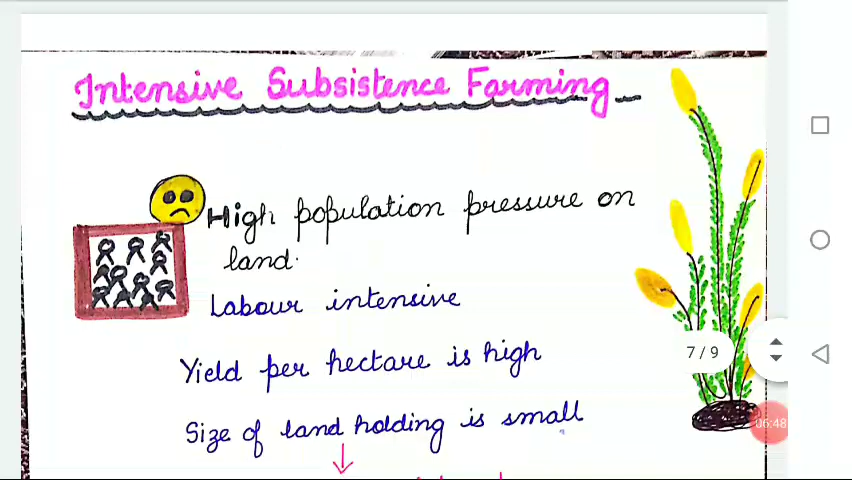 Intensive Subsistence Farming
High population pressure on
land.
Labour intensive
Yield per hectare is high
7/9
Size of land holding is small
06:48